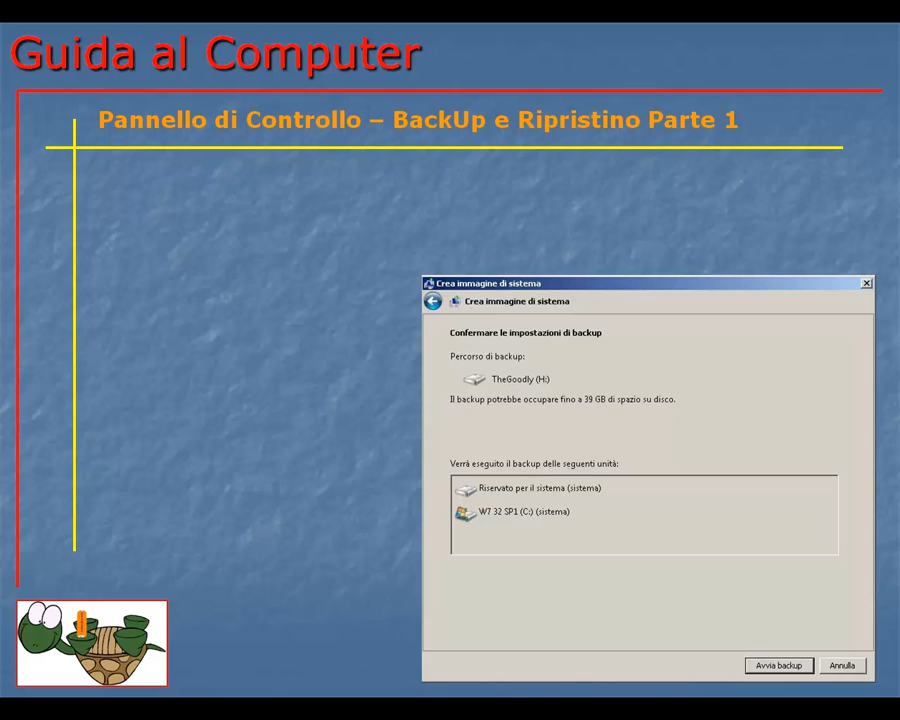 Guida al Computer
Pannello di Controllo – BackUp e Ripristino Parte 1
Crea immagine di sistema
Crea immagine di sistema
Confermare le impostazioni di backup
Percorso di backup:
TheGoodly (H:)
Il backup potrebbe occupare fino a 39 GB di spazio su disco.
Verrà eseguito il backup delle seguenti unità:
Riservato per il sistema (sistema)
W7 32 SP1 (C:) (sistema)
Avvia backup
Annulla